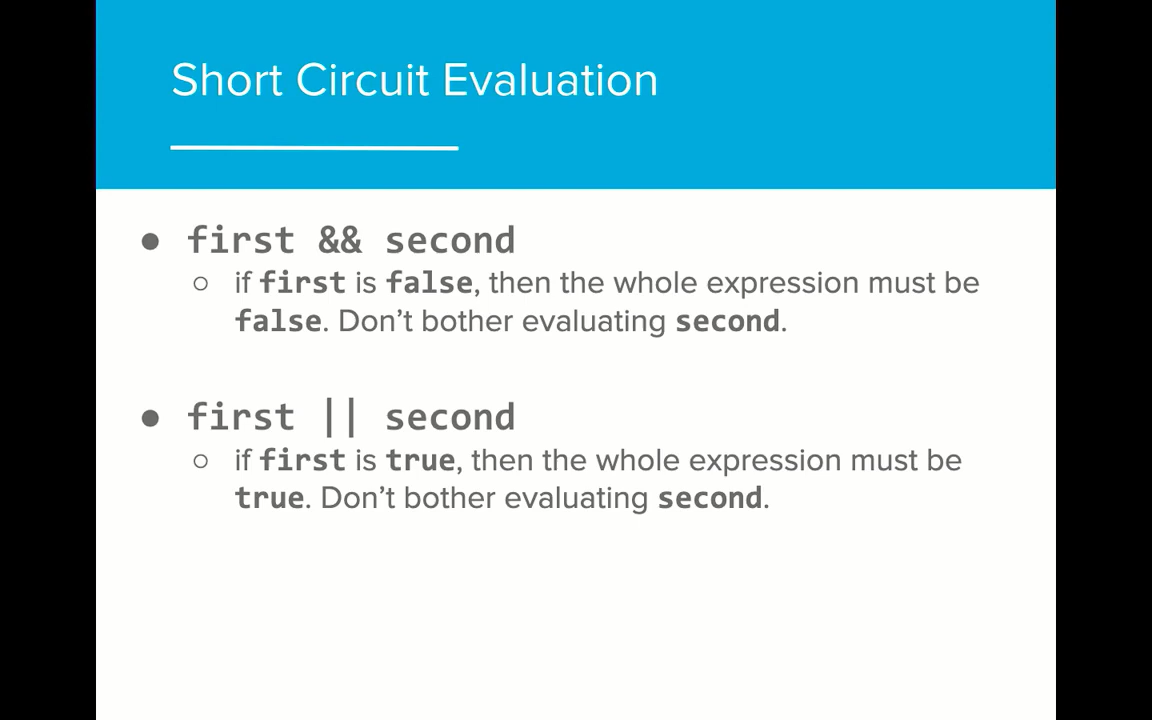 Short Circuit Evaluation
● first && second
○ if first is false, then the whole expression must be
false. Don’t bother evaluating second.
● first || second
○ if first is true, then the whole expression must be
true. Don’t bother evaluating second.